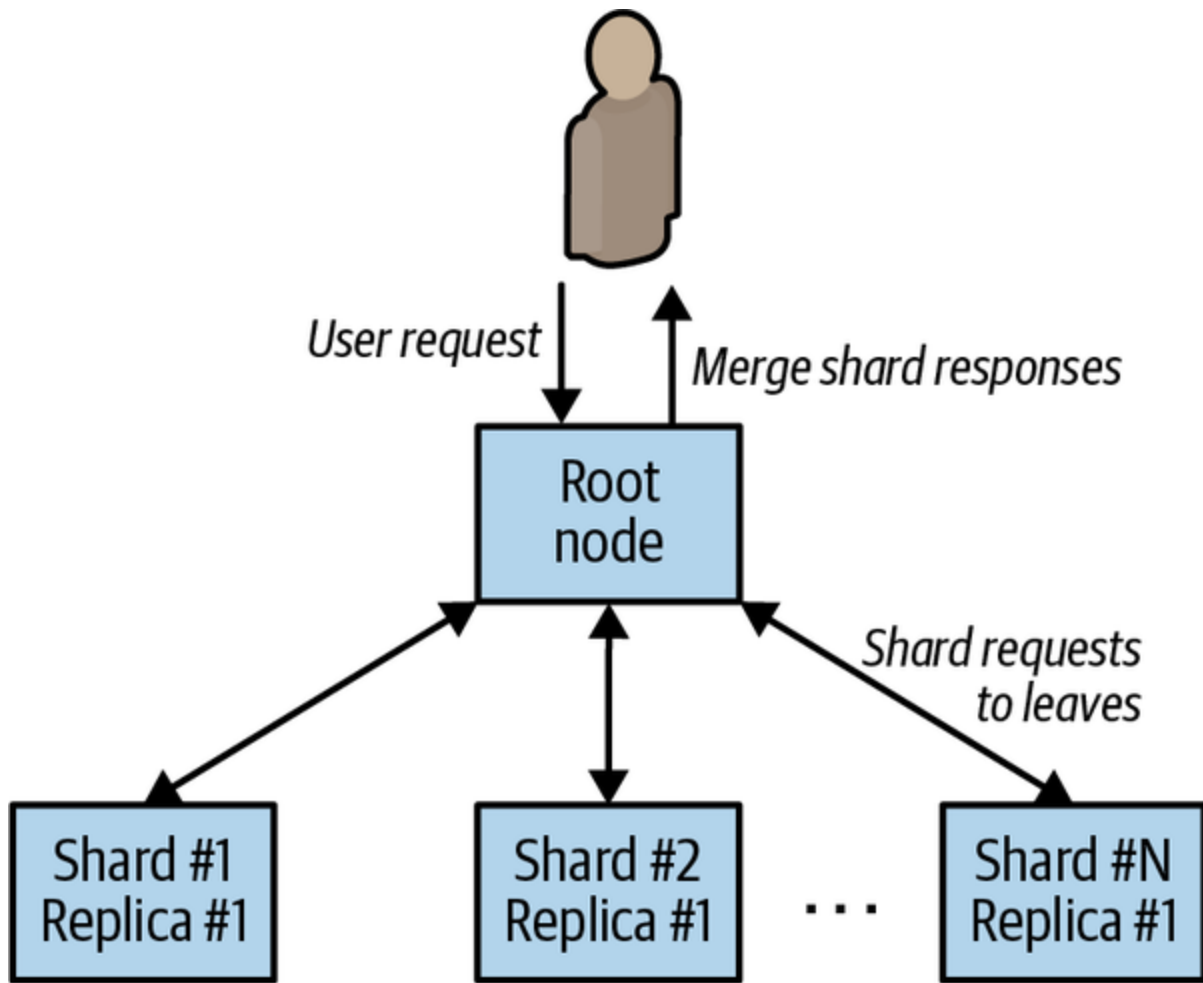 User request
Merge shard responses
Root
node
Shard requests
to leaves
Shard #1
Replica #1
Shard #2
Replica #1
...
Shard #N
Replica #1